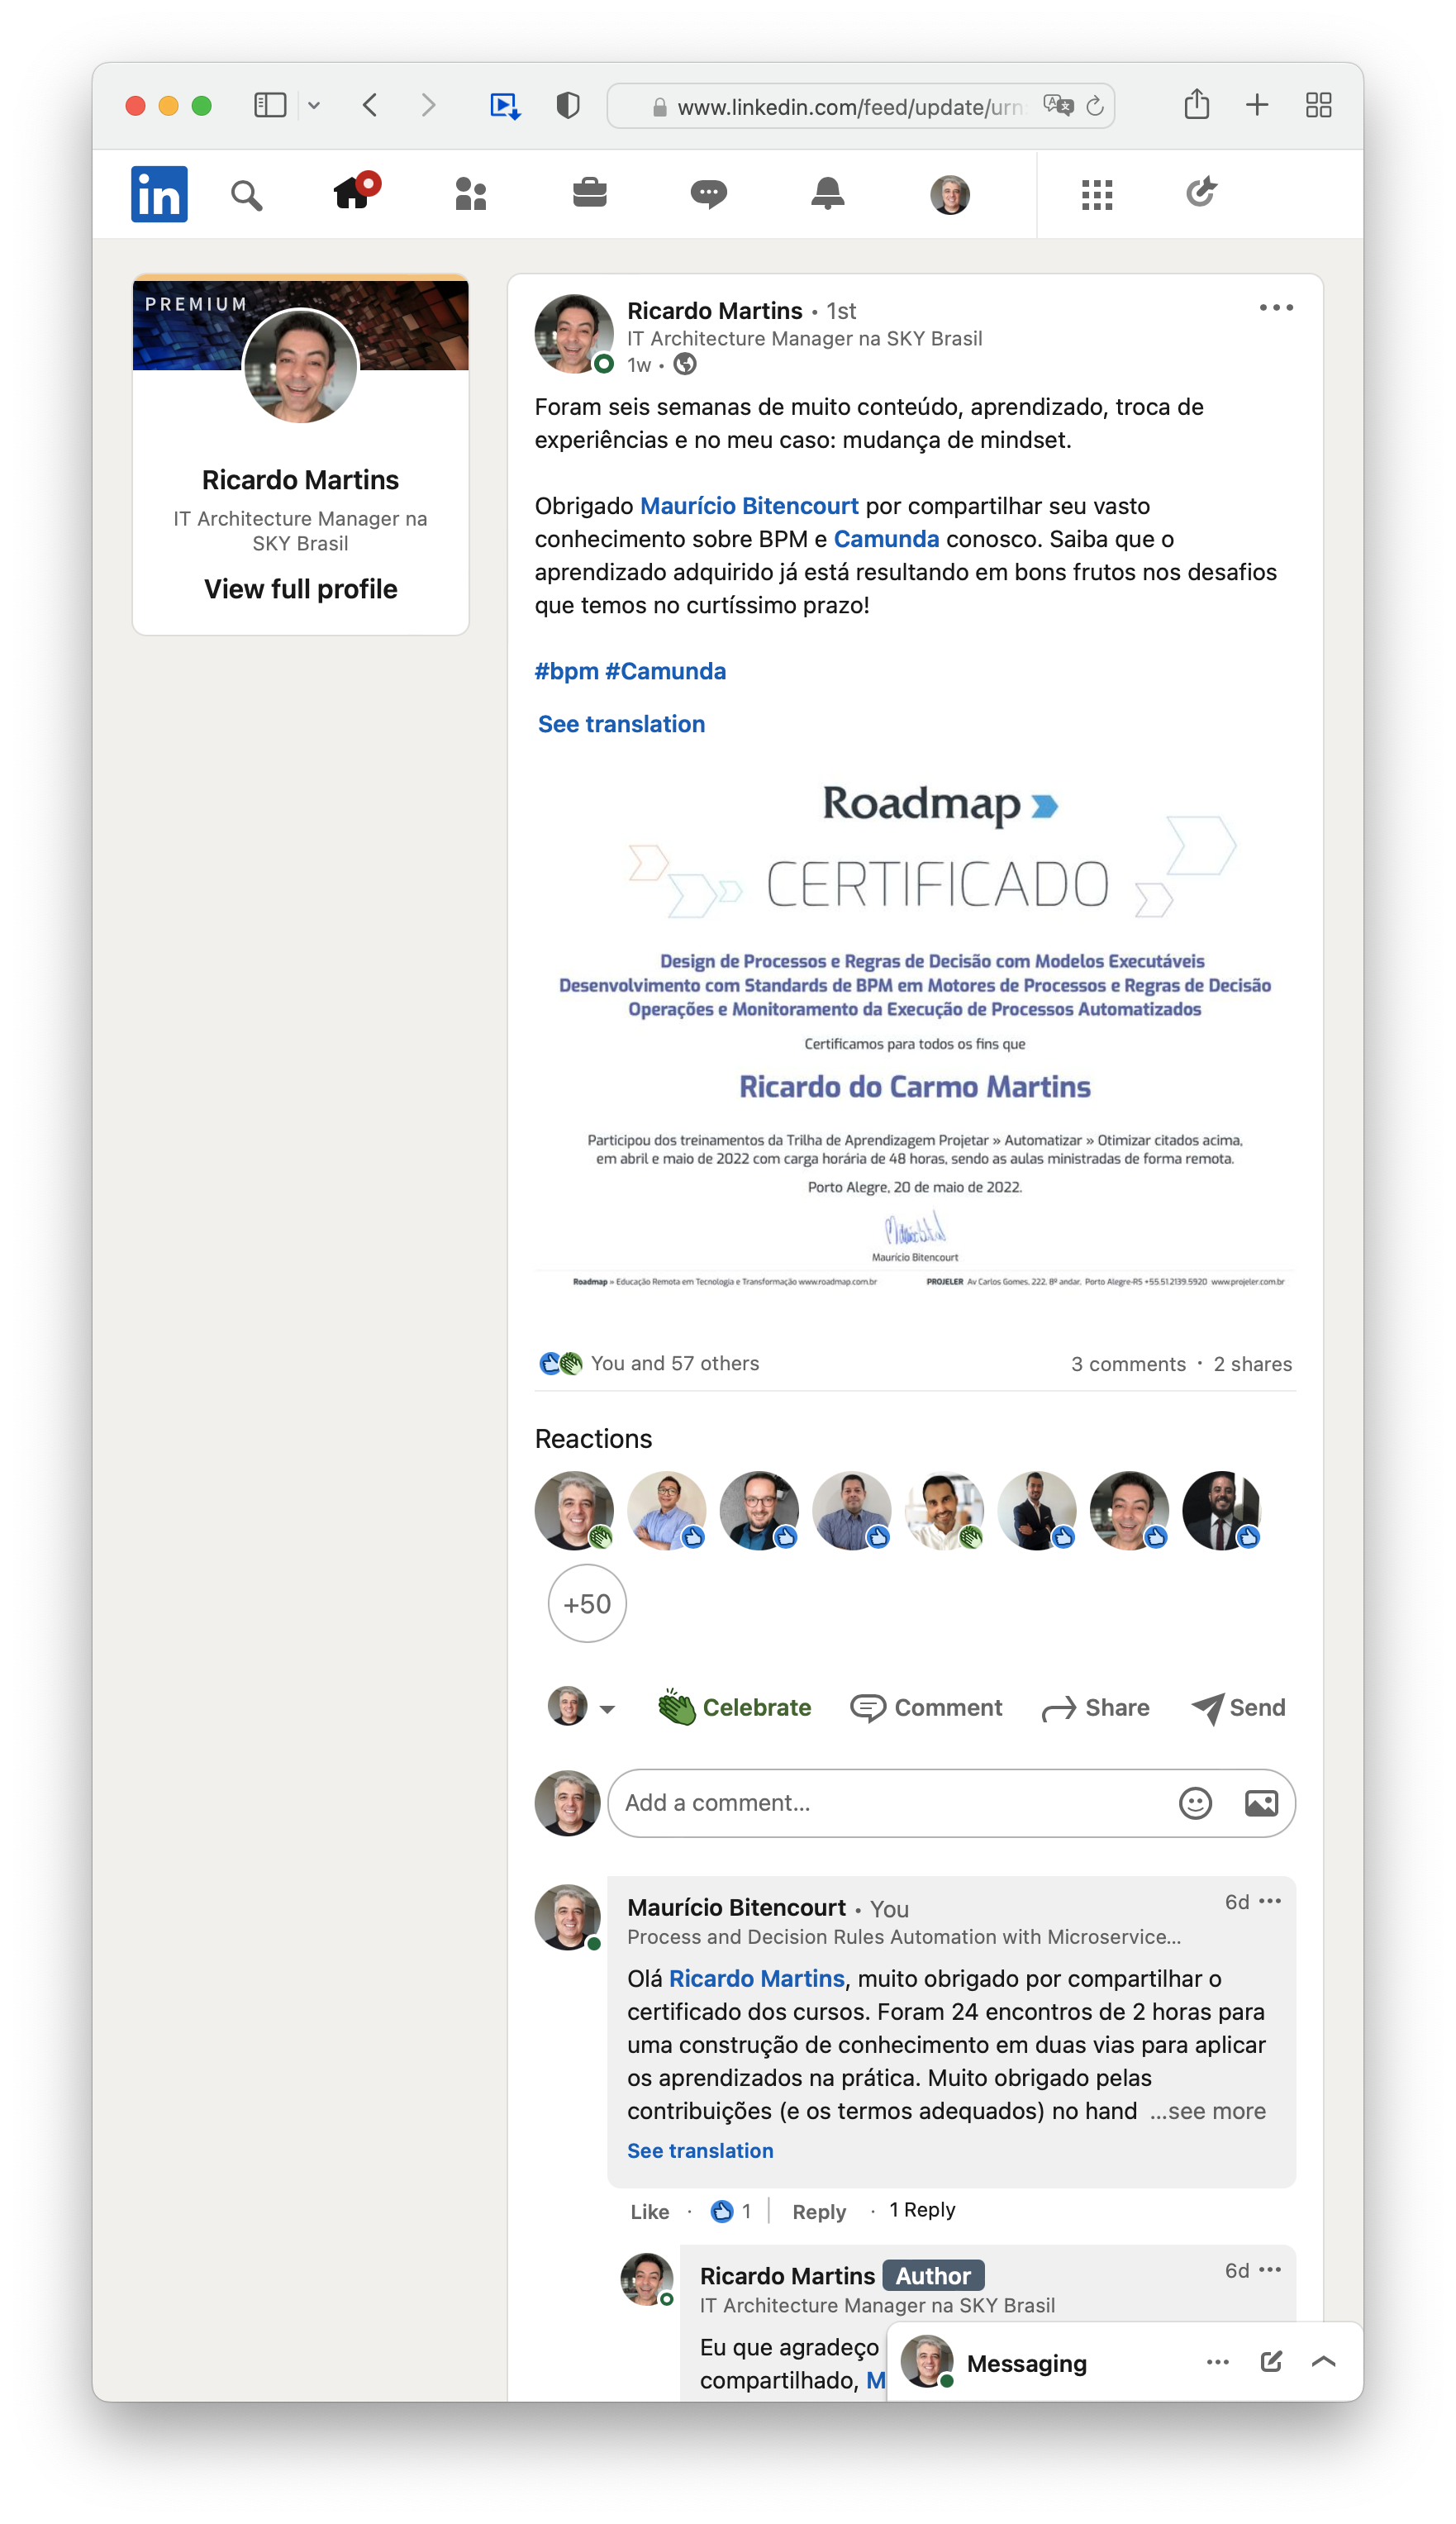 www.linkedin.com/feed/update/urn:
in
PREMIUM
Ricardo Martins
IT Architecture Manager na
SKY Brasil
View full profile
Ricardo Martins • 1st
IT Architecture Manager na SKY Brasil
1w •
Foram seis semanas de muito conteúdo, aprendizado, troca de
experiências e no meu caso: mudança de mindset.
Obrigado Maurício Bitencourt por compartilhar seu vasto
conhecimento sobre BPM e Camunda conosco. Saiba que o
aprendizado adquirido já está resultando em bons frutos nos desafios
que temos no curtíssimo prazo!
#bpm #Camunda
See translation
Roadmap
CERTIFICADO
Design de Processos e Regras de Decisão com Modelos Executáveis
Desenvolvimento com Standards de BPM em Motores de Processos e Regras de Decisão
Operações e Monitoramento da Execução de Processos Automatizados
Certificamos para todos os fins que
Ricardo do Carmo Martins
Participou dos treinamentos da Trilha de Aprendizagem Projetar » Automatizar » Otimizar citados acima,
em abril e maio de 2022 com carga horária de 48 horas, sendo as aulas ministradas de forma remota.
Porto Alegre, 20 de maio de 2022.
Maurício Bitencourt
Roadmap » Educação Remota em Tecnologia e Transformação www.roadmap.com.br
PROJELER Av Carlos Gomes, 222, 8º andar, Porto Alegre-RS +55.51.2139.5920 www.projeler.com.br
You and 57 others
3 comments • 2 shares
Reactions
+50
Celebrate
Comment
Share
Send
Add a comment...
Maurício Bitencourt • You
6d
Process and Decision Rules Automation with Microservice...
Olá Ricardo Martins, muito obrigado por compartilhar o
certificado dos cursos. Foram 24 encontros de 2 horas para
uma construção de conhecimento em duas vias para aplicar
os aprendizados na prática. Muito obrigado pelas
contribuições (e os termos adequados) no hand ...see more
See translation
Like · 1 | Reply · 1 Reply
Ricardo Martins Author
6d
IT Architecture Manager na SKY Brasil
Eu que agradeço
compartilhado, M
Messaging